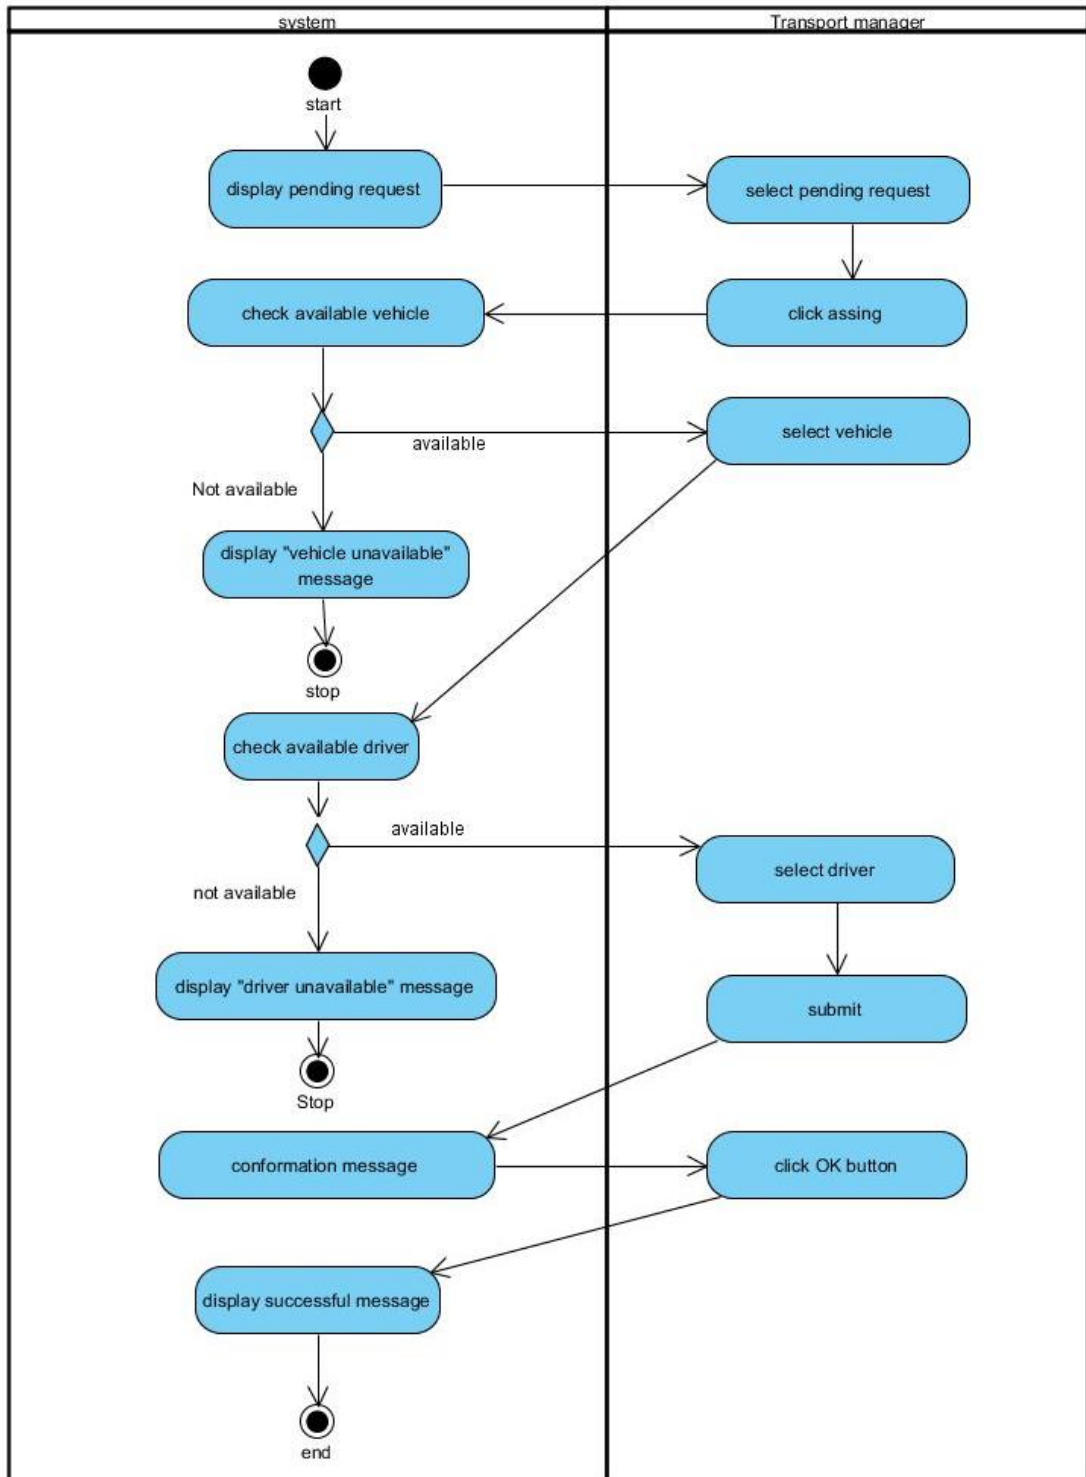 system
Transport manager
start
display pending request
select pending request
check available vehicle
click assing
available
select vehicle
Not available
display "vehicle unavailable"
message
stop
check available driver
available
select driver
not available
display "driver unavailable" message
submit
Stop
conformation message
click OK button
display successful message
end